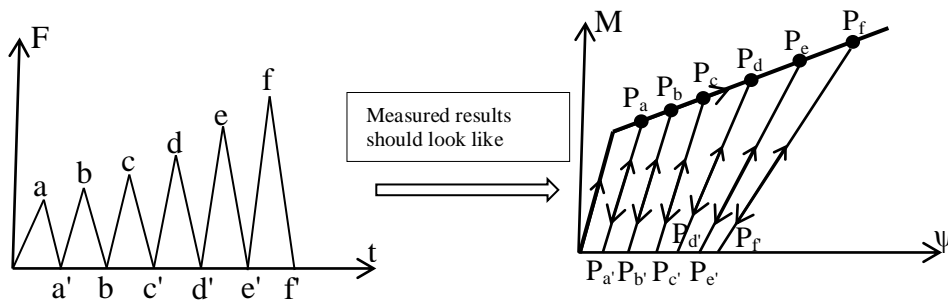 F
a
b
c
d
e
f
t
a'
b
c'
d'
e'
f'
Measured results
should look like
M
Pa
Pb
Pc
Pd
Pe
Pf
ψ
Pa'
Pb'
Pc'
Pd'
Pe'
Pf'